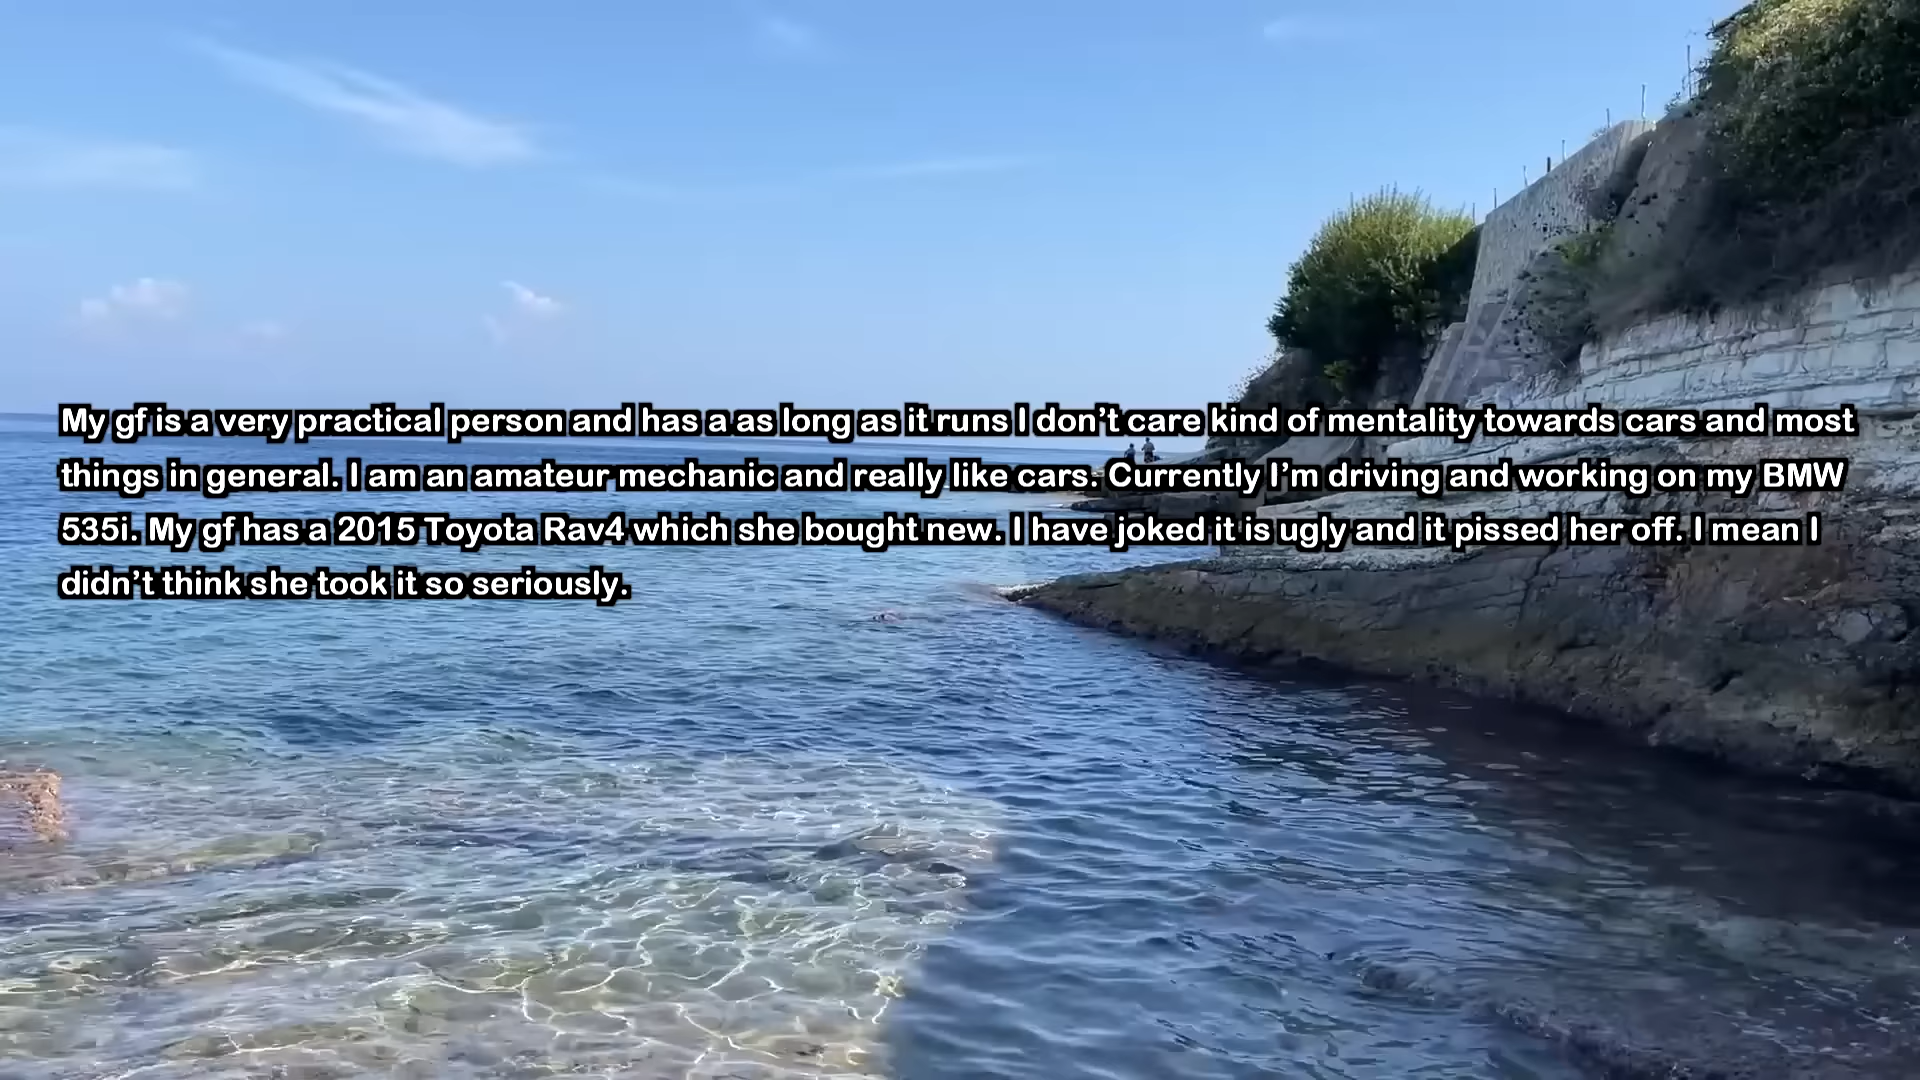 My gf is a very practical person and has a as long as it runs I don’t care kind of mentality towards cars and most
things in general. I am an amateur mechanic and really like cars. Currently I’m driving and working on my BMW
535i. My gf has a 2015 Toyota Rav4 which she bought new. I have joked it is ugly and it pissed her off. I mean I
didn’t think she took it so seriously.